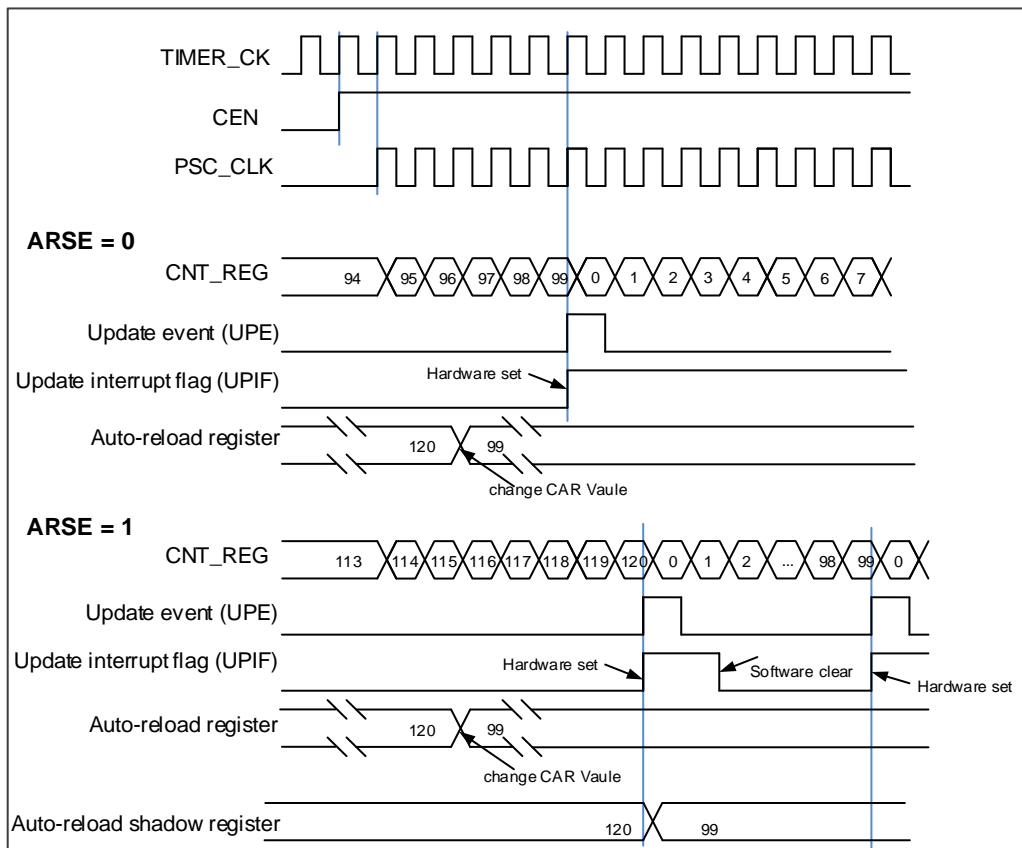 TIMER_CK
CEN
PSC_CLK
ARSE = 0
CNT_REG 94 95 96 97 98 99 0 1 2 3 4 5 6 7
Update event (UPE)
Hardware set
Update interrupt flag (UPIF)
Auto-reload register 120 99
change CAR Vaule
ARSE = 1
CNT_REG 113 114 115 116 117 118 119 120 0 1 2 ... 98 99 0
Update event (UPE)
Update interrupt flag (UPIF) Hardware set Software clear
Hardware set
Auto-reload register 120 99
change CAR Vaule
Auto-reload shadow register 120 99